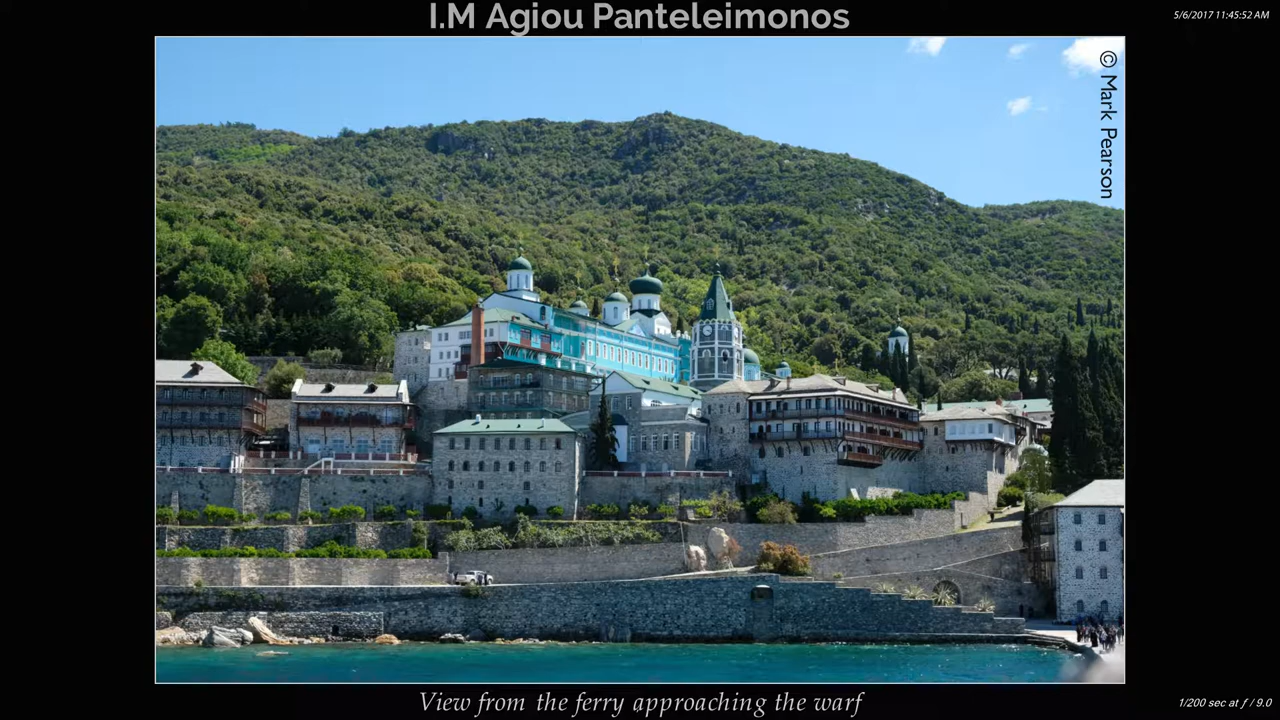 I.M Agiou Panteleimonos
5/6/2017 11:45:52 AM
© Mark Pearson
View from the ferry approaching the warf
1/200 sec at ƒ / 9.0